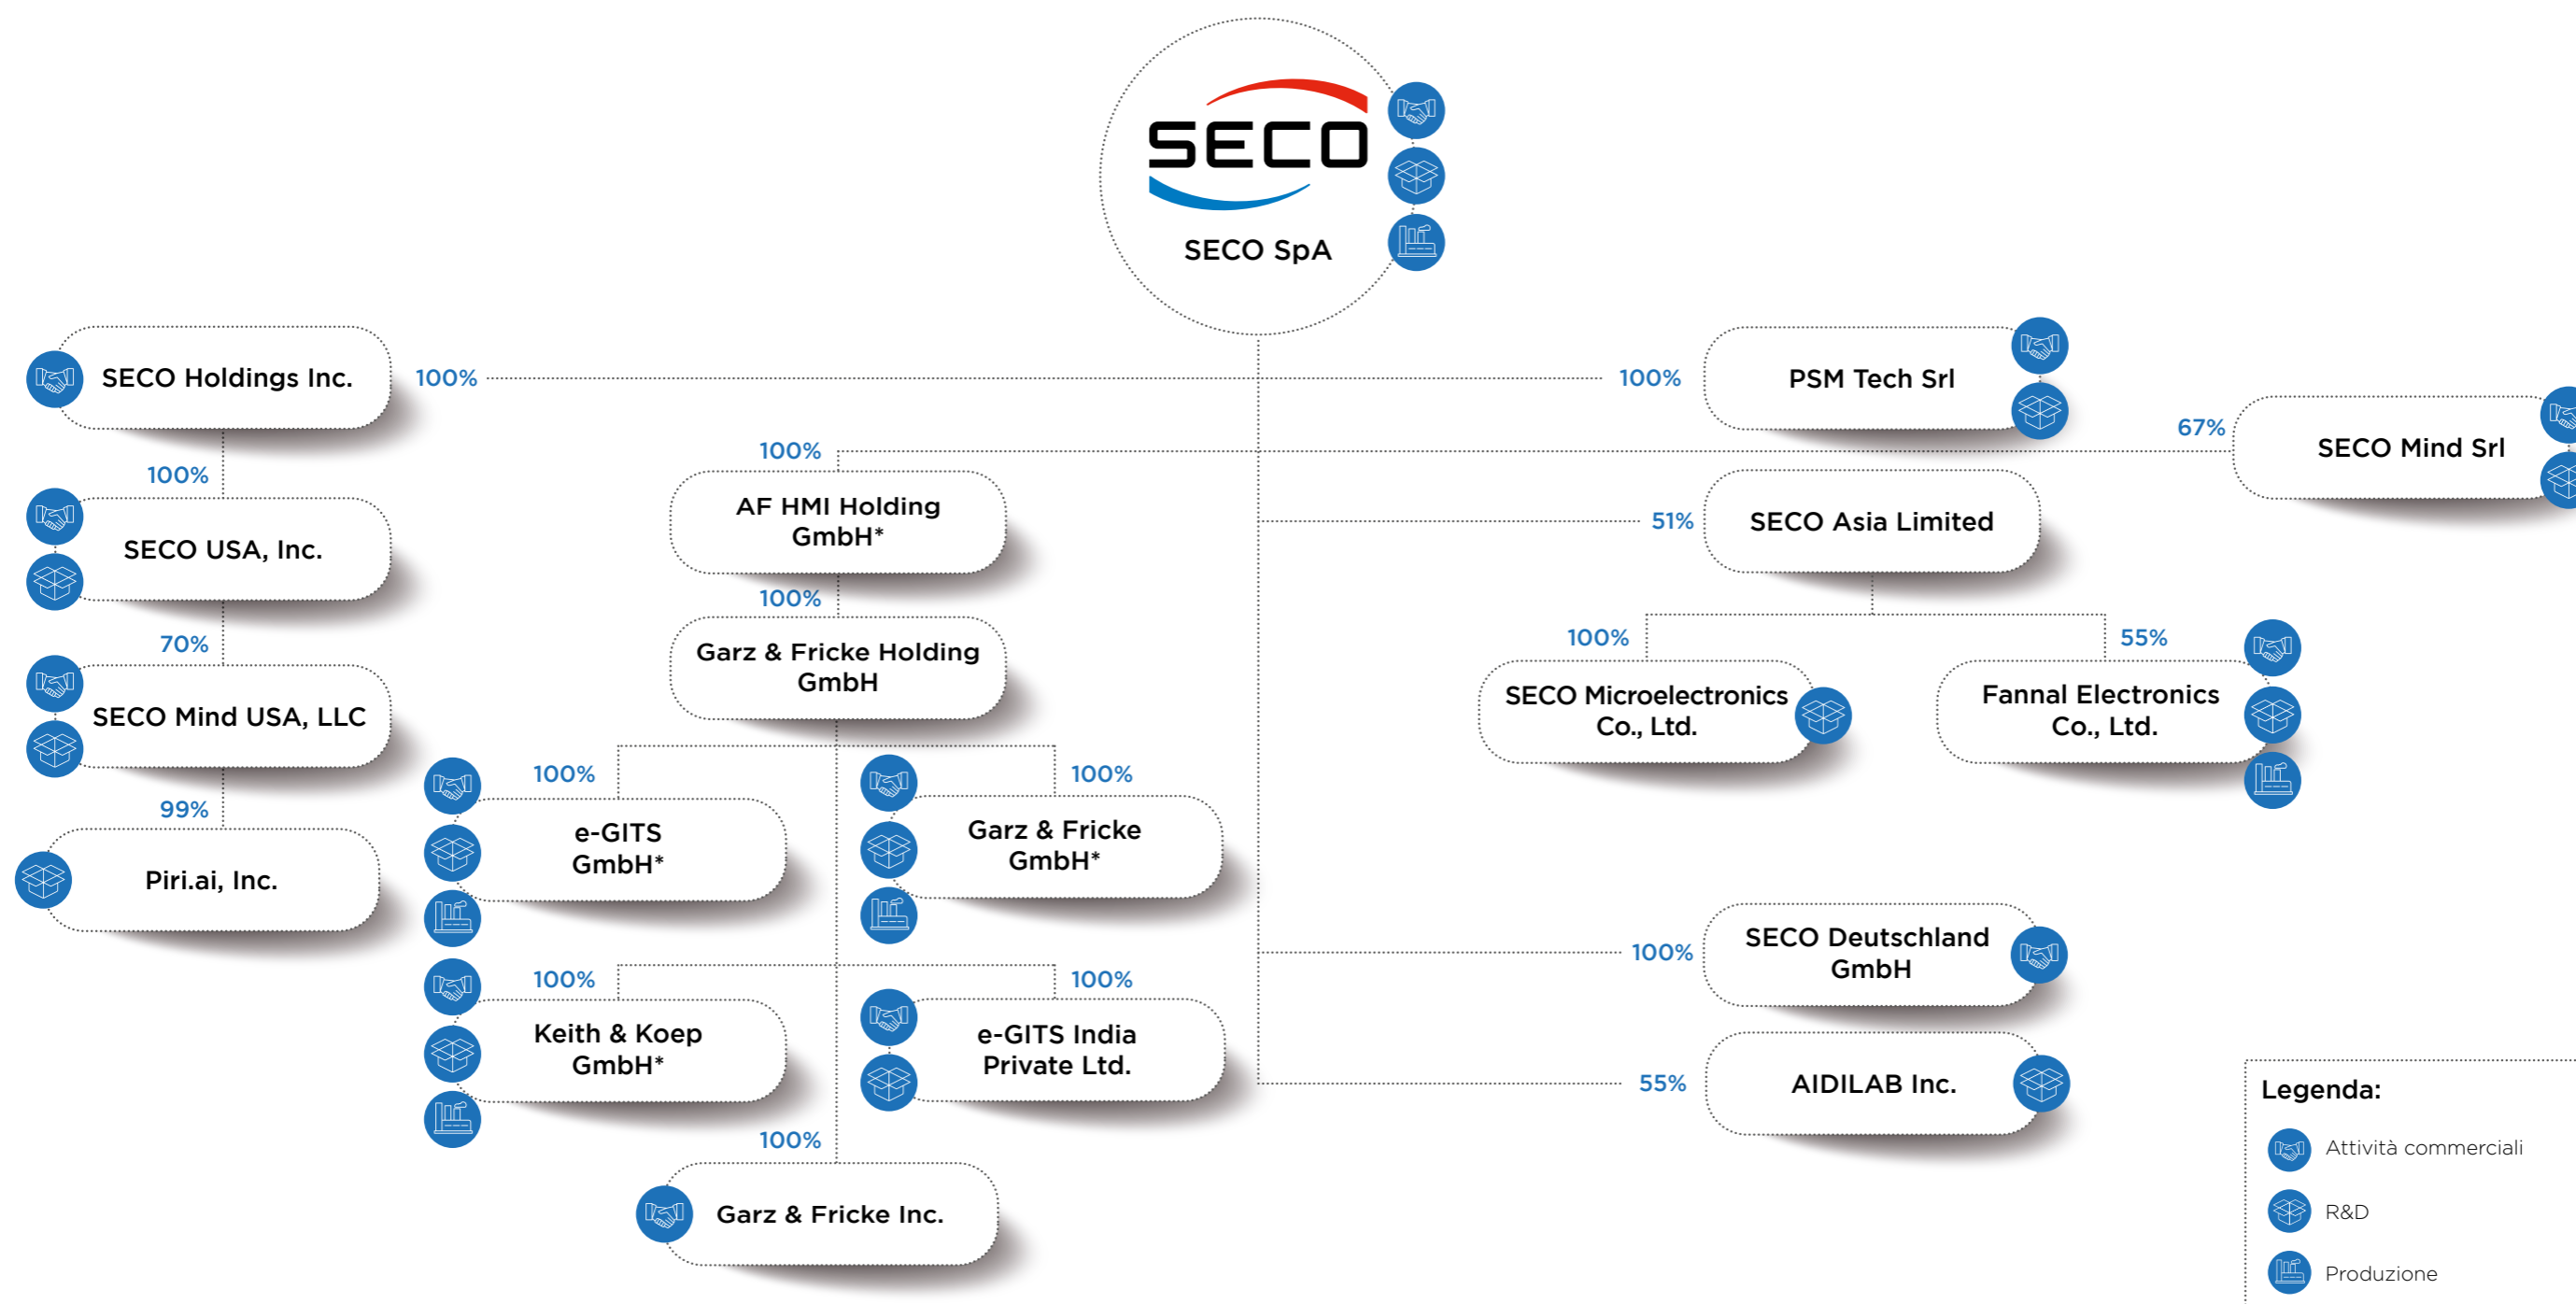 SECO
SECO SpA
SECO Holdings Inc.
100%
100%
PSM Tech Srl
67%
SECO Mind Srl
100%
SECO USA, Inc.
100%
AF HMI Holding
GmbH*
51%
SECO Asia Limited
70%
SECO Mind USA, LLC
100%
Garz & Fricke Holding
GmbH
100%
SECO Microelectronics
Co., Ltd.
55%
Fannal Electronics
Co., Ltd.
99%
Piri.ai, Inc.
100%
e-GITS
GmbH*
100%
Garz & Fricke
GmbH*
100%
SECO Deutschland
GmbH
100%
Keith & Koep
GmbH*
100%
e-GITS India
Private Ltd.
55%
AIDILAB Inc.
100%
Garz & Fricke Inc.
Legenda:
Attività commerciali
R&D
Produzione